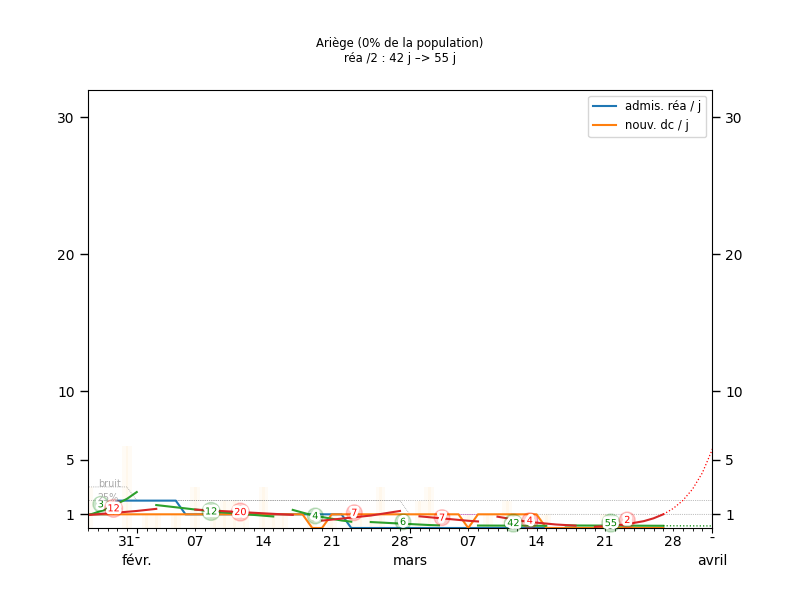 Ariège (0% de la population)
réa /2 : 42 j –> 55 j
admis. réa / j
nouv. dc / j
30 30
20 20
10 10
5 5
bruit
25%
3 12 12 20 4 7 6 7 42 4 55 2
1 1
31 07 14 21 28 07 14 21 28
févr. mars avril